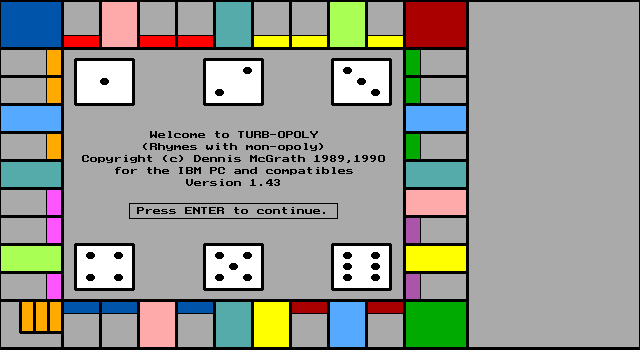 Welcome to TURB-OPOLY
(Rhymes with mon-opoly)
Copyright (c) Dennis McGrath 1989,1990
for the IBM PC and compatibles
Version 1.43
Press ENTER to continue.